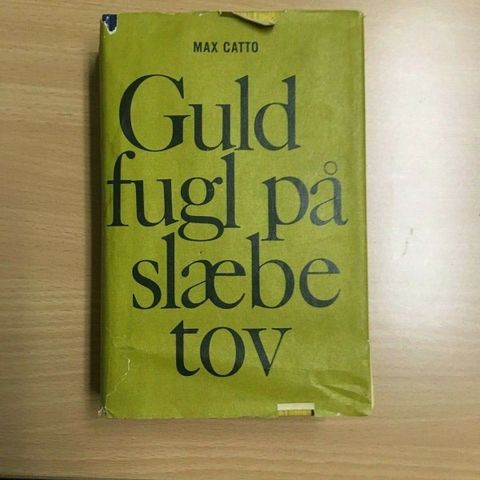 MAX CATTO
Guld
fugl på
slæbe
tov